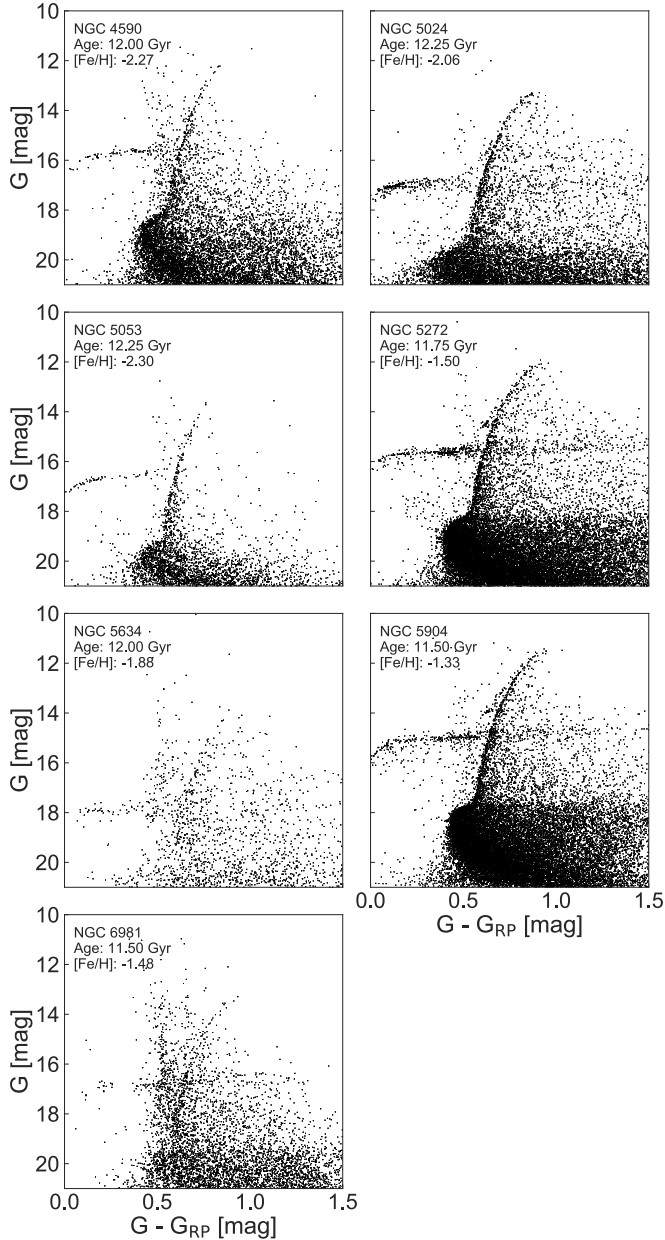 NGC 4590
Age: 12.00 Gyr
[Fe/H]: -2.27
NGC 5024
Age: 12.25 Gyr
[Fe/H]: -2.06
10
12
14
16
18
20
G [mag]
NGC 5053
Age: 12.25 Gyr
[Fe/H]: -2.30
NGC 5272
Age: 11.75 Gyr
[Fe/H]: -1.50
10
12
14
16
18
20
G [mag]
NGC 5634
Age: 12.00 Gyr
[Fe/H]: -1.88
NGC 5904
Age: 11.50 Gyr
[Fe/H]: -1.33
10
12
14
16
18
20
G [mag]
0.0 0.5 1.0 1.5
G - GRP [mag]
NGC 6981
Age: 11.50 Gyr
[Fe/H]: -1.48
10
12
14
16
18
20
G [mag]
0.0 0.5 1.0 1.5
G - GRP [mag]